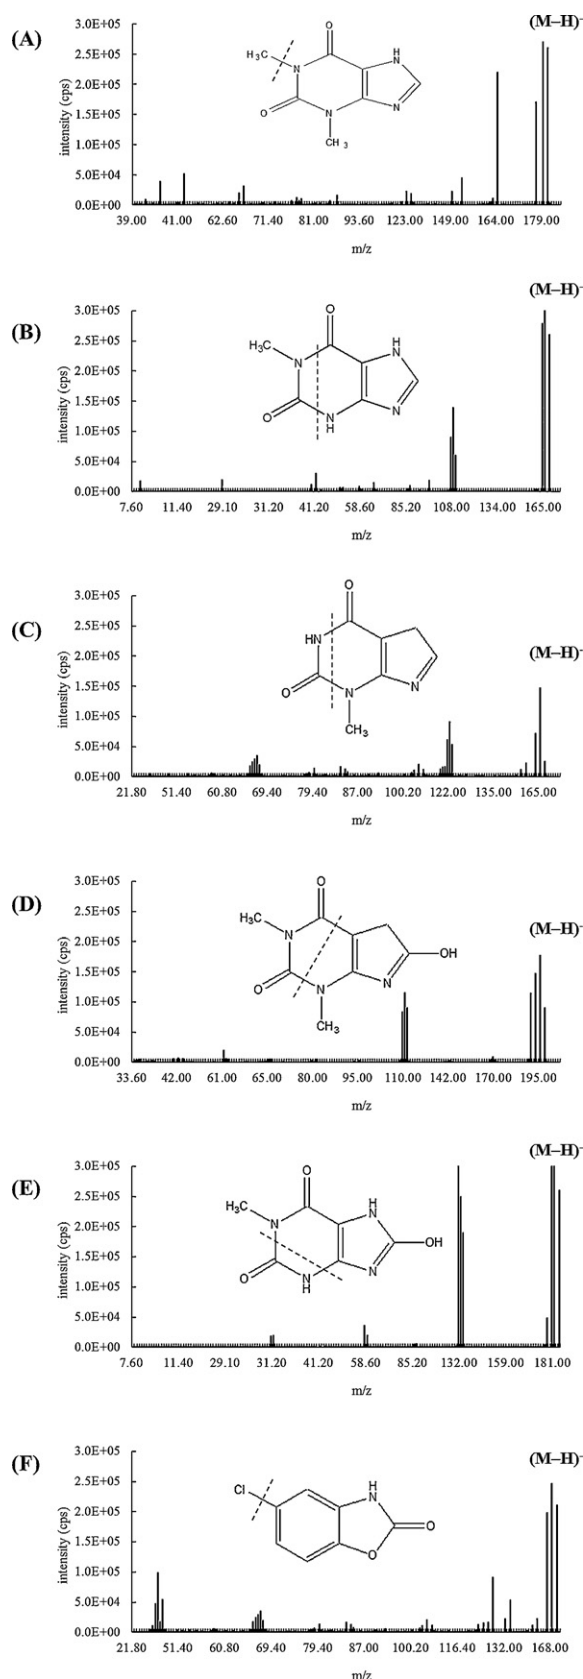 (A)
(M–H)-
intensity (cps)
3.0E+05
2.5E+05
2.0E+05
1.5E+05
1.0E+05
5.0E+04
0.0E+00
O
H3C
N
H
N
O
N
N
CH3
39.00 41.00 62.60 71.40 81.00 93.60 123.00 149.00 164.00 179.00
m/z
(B)
(M–H)-
intensity (cps)
3.0E+05
2.5E+05
2.0E+05
1.5E+05
1.0E+05
5.0E+04
0.0E+00
O
H3C
N
H
N
O
N
H
N
7.60 11.40 29.10 31.20 41.20 58.60 85.20 108.00 134.00 165.00
m/z
(C)
(M–H)-
intensity (cps)
3.0E+05
2.5E+05
2.0E+05
1.5E+05
1.0E+05
5.0E+04
0.0E+00
O
HN
O
N
N
CH3
21.80 51.40 60.80 69.40 79.40 87.00 100.20 122.00 135.00 165.00
m/z
(D)
(M–H)-
intensity (cps)
3.0E+05
2.5E+05
2.0E+05
1.5E+05
1.0E+05
5.0E+04
0.0E+00
O
H3C
N
OH
O
N
N
CH3
33.60 42.00 61.00 65.00 80.00 95.00 110.00 142.00 170.00 195.00
m/z
(E)
(M–H)-
intensity (cps)
3.0E+05
2.5E+05
2.0E+05
1.5E+05
1.0E+05
5.0E+04
0.0E+00
O
H3C
N
H
N
OH
O
N
H
N
7.60 11.40 29.10 31.20 41.20 58.60 85.20 132.00 159.00 181.00
m/z
(F)
(M–H)-
intensity (cps)
3.0E+05
2.5E+05
2.0E+05
1.5E+05
1.0E+05
5.0E+04
0.0E+00
Cl
H
N
O
O
21.80 51.40 60.80 69.40 79.40 87.00 100.20 116.40 132.00 168.00
m/z